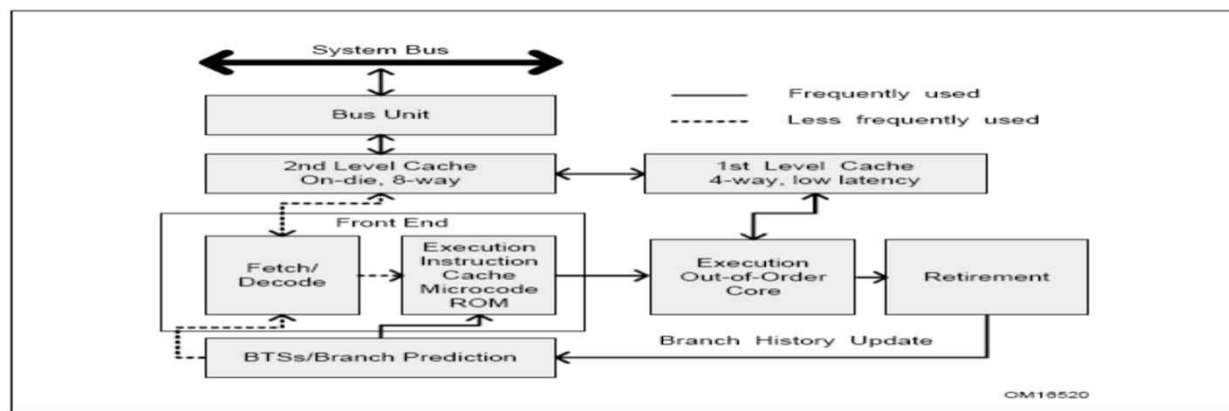 System Bus
Bus Unit
Frequently used
Less frequently used
2nd Level Cache
On-die, 8-way
1st Level Cache
4-way, low latency
Front End
Fetch/
Decode
Execution
Instruction
Cache
Microcode
ROM
Execution
Out-of-Order
Core
Retirement
BTSs/Branch Prediction
Branch History Update
OM16520